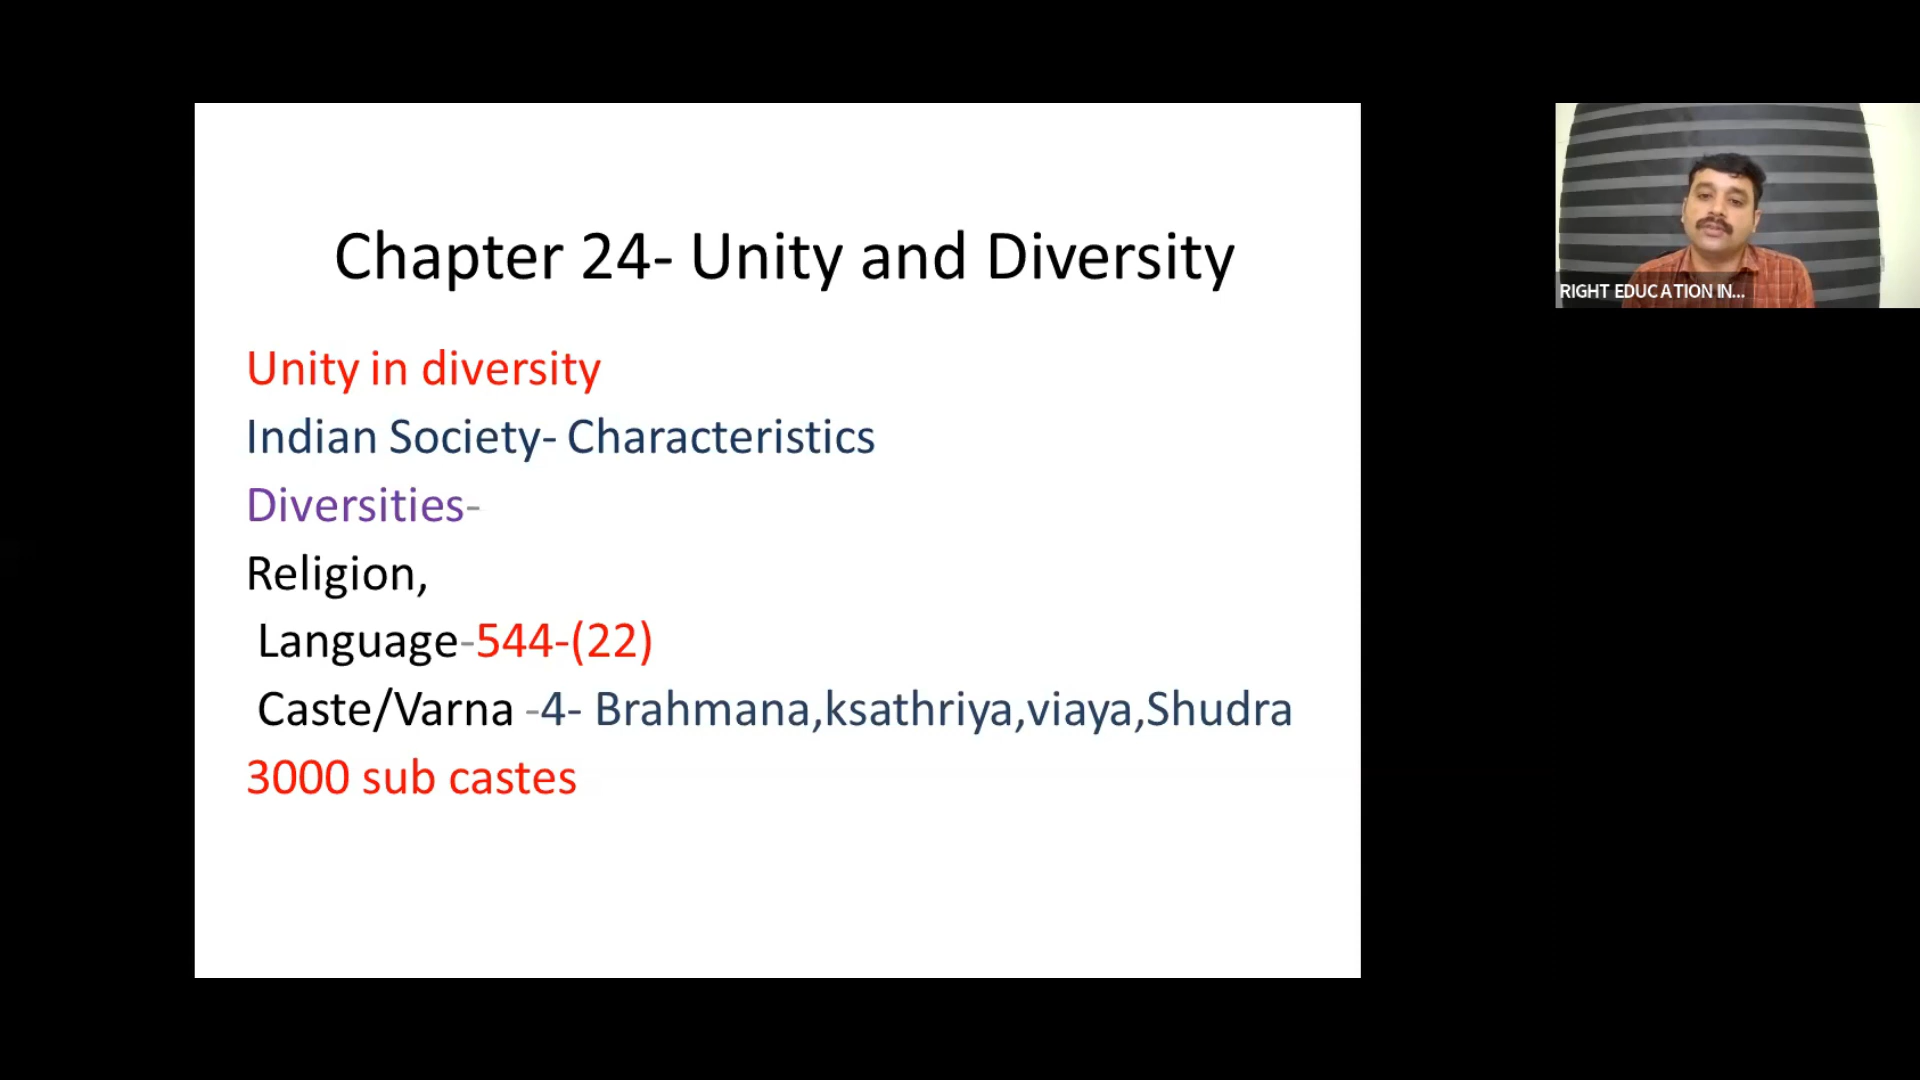 Chapter 24- Unity and Diversity
Unity in diversity
Indian Society- Characteristics
Diversities-
Religion,
Language-544-(22)
Caste/Varna -4- Brahmana,ksathriya,viaya,Shudra
3000 sub castes
RIGHT EDUCATION IN...